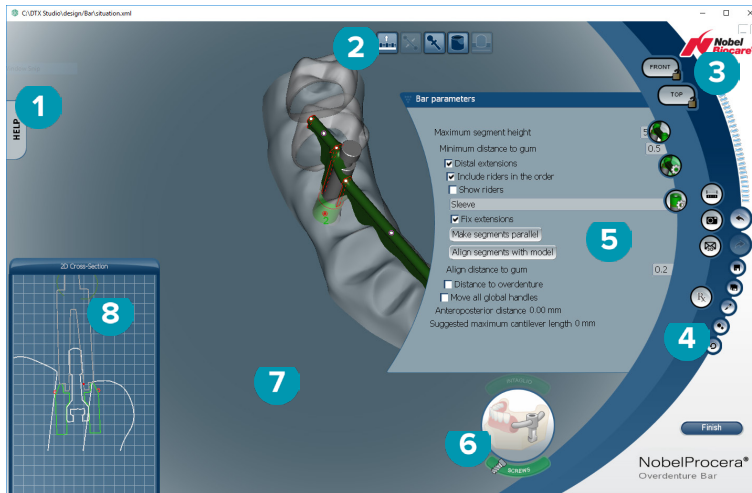 C:\DTX Studio\design/Bar\situation.xml
2
Nobel
Biocare
3
FRONT
TOP
1
HELP
Bar parameters
Maximum segment height 5
Minimum distance to gum 0.5
Distal extensions
Include riders in the order
Show riders
Sleeve
Fix extensions
Make segments parallel
Align segments with model
5
Align distance to gum 0.2
Distance to overdenture
Move all global handles
Anteroposterior distance 0.00 mm
Suggested maximum cantilever length 0 mm
2D Cross-Section
8
Rx
4
7
6
SCREWS
Finish
NobelProcera®
Overdenture Bar